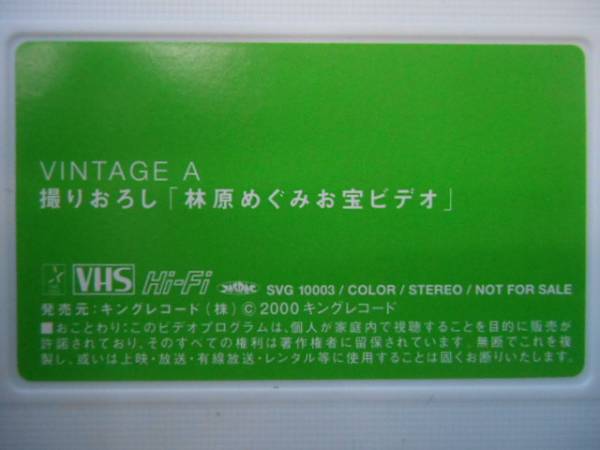 VINTAGE A
撮りおろし「林原めぐみお宝ビデオ」
VHS Hi-Fi SVG 10003 / COLOR / STEREO / NOT FOR SALE
発売元:キングレコード(株)©2000 キングレコード
■おことわり:このビデオプログラムは、個人が家庭内で視聴することを目的に販売が
許諾されており、そのすべての権利は著作権者に留保されています。無断でこれを複
製し、或いは上映・放送・有線放送・レンタル等に使用することは固くお断りいたします。